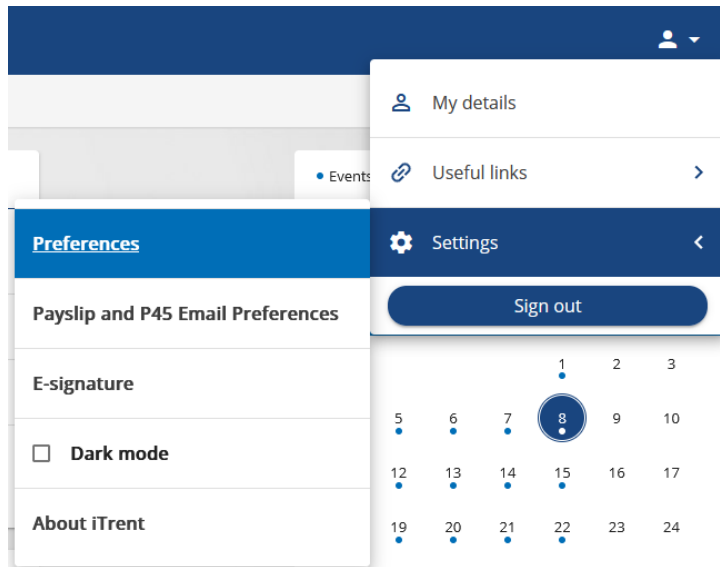 My details
• Events
Useful links
Preferences
Settings
Payslip and P45 Email Preferences
Sign out
E-signature
1 2 3
Dark mode
5 6 7 8 9 10
12 13 14 15 16 17
About iTrent
19 20 21 22 23 24